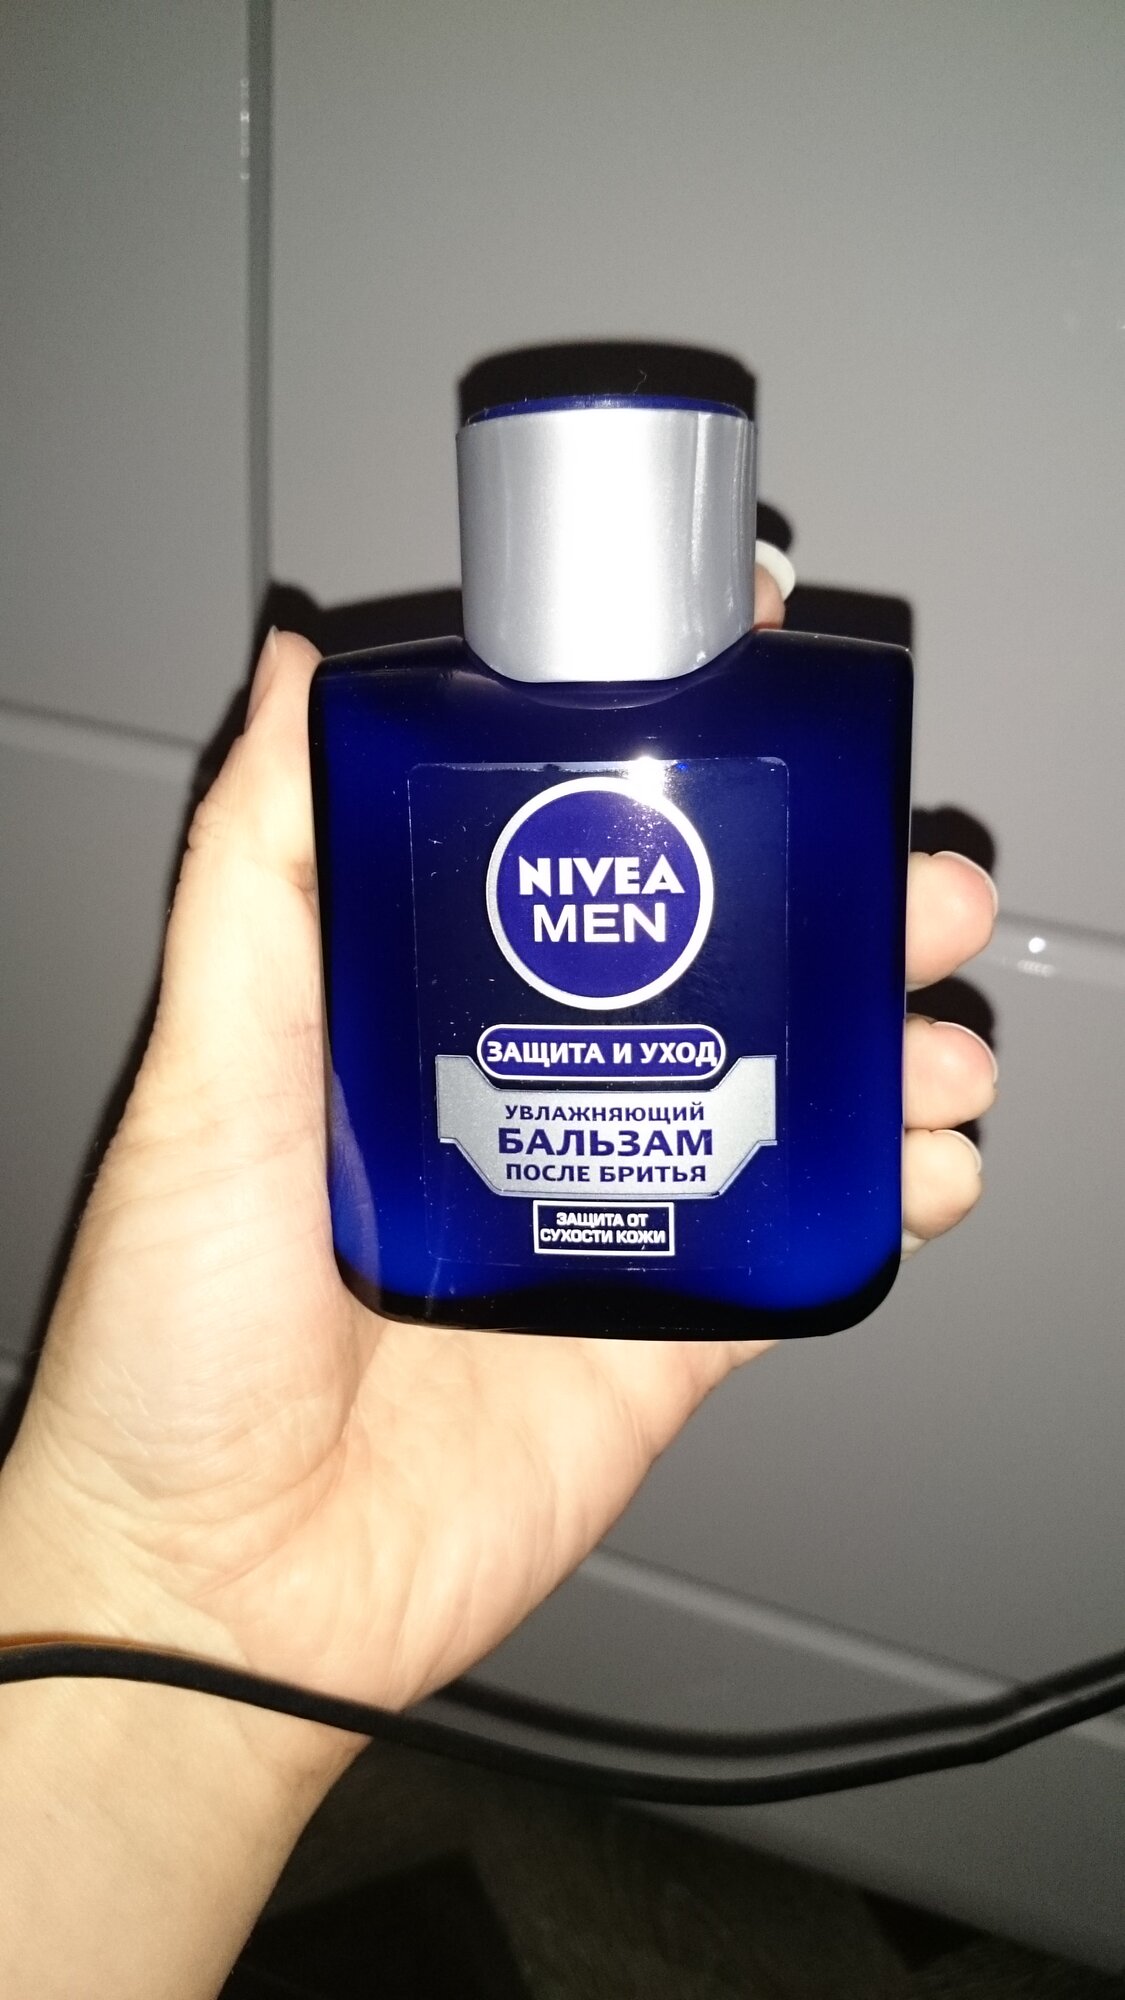 NIVEA
MEN
ЗАЩИТА И УХОД
УВЛАЖНЯЮЩИЙ
БАЛЬЗАМ
ПОСЛЕ БРИТЬЯ
ЗАЩИТА ОТ
СУХОСТИ КОЖИ